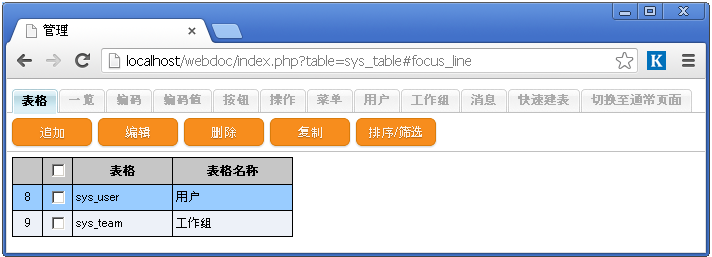 管理
localhost/webdoc/index.php?table=sys_table#focus_line
K
表格 一览 编码 编码值 按钮 操作 菜单 用户 工作组 消息 快速建表 切换至通常页面
追加 编辑 删除 复制 排序/筛选
表格 表格名称
8 sys_user 用户
9 sys_team 工作组